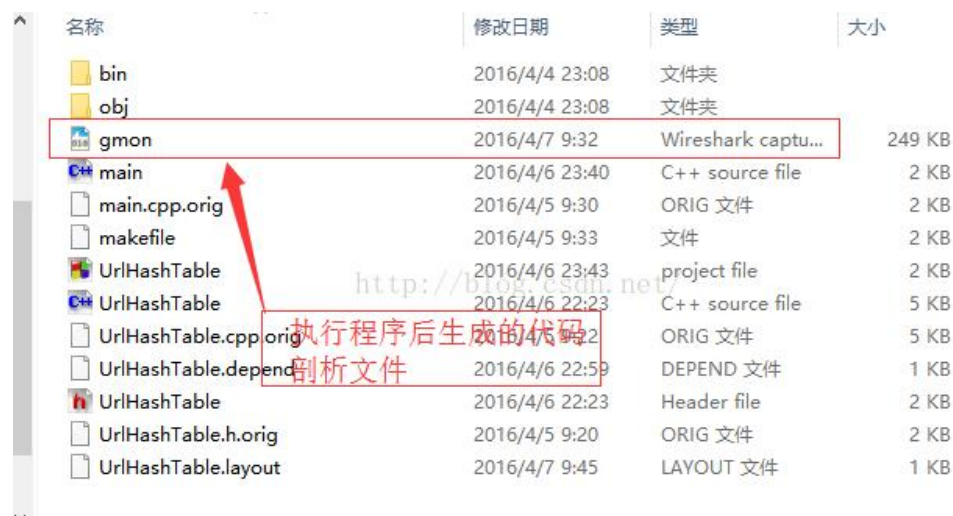 名称 修改日期 类型 大小
bin 2016/4/4 23:08 文件夹
obj 2016/4/4 23:08 文件夹
gmon 2016/4/7 9:32 Wireshark captu... 249 KB
main 2016/4/6 23:40 C++ source file 2 KB
main.cpp.orig 2016/4/5 9:30 ORIG 文件 2 KB
makefile 2016/4/5 9:33 文件 2 KB
UrlHashTable 2016/4/6 23:43 project file 2 KB
http://blog.csdn.net/
UrlHashTable 2016/4/6 22:23 C++ source file 5 KB
UrlHashTable.cpp.orig 2016/4/5 9:22 ORIG 文件 5 KB
执行程序后生成的代码
剖析文件
UrlHashTable.depend 2016/4/6 22:59 DEPEND 文件 1 KB
UrlHashTable 2016/4/6 22:23 Header file 2 KB
UrlHashTable.h.orig 2016/4/5 9:20 ORIG 文件 2 KB
UrlHashTable.layout 2016/4/7 9:45 LAYOUT 文件 1 KB